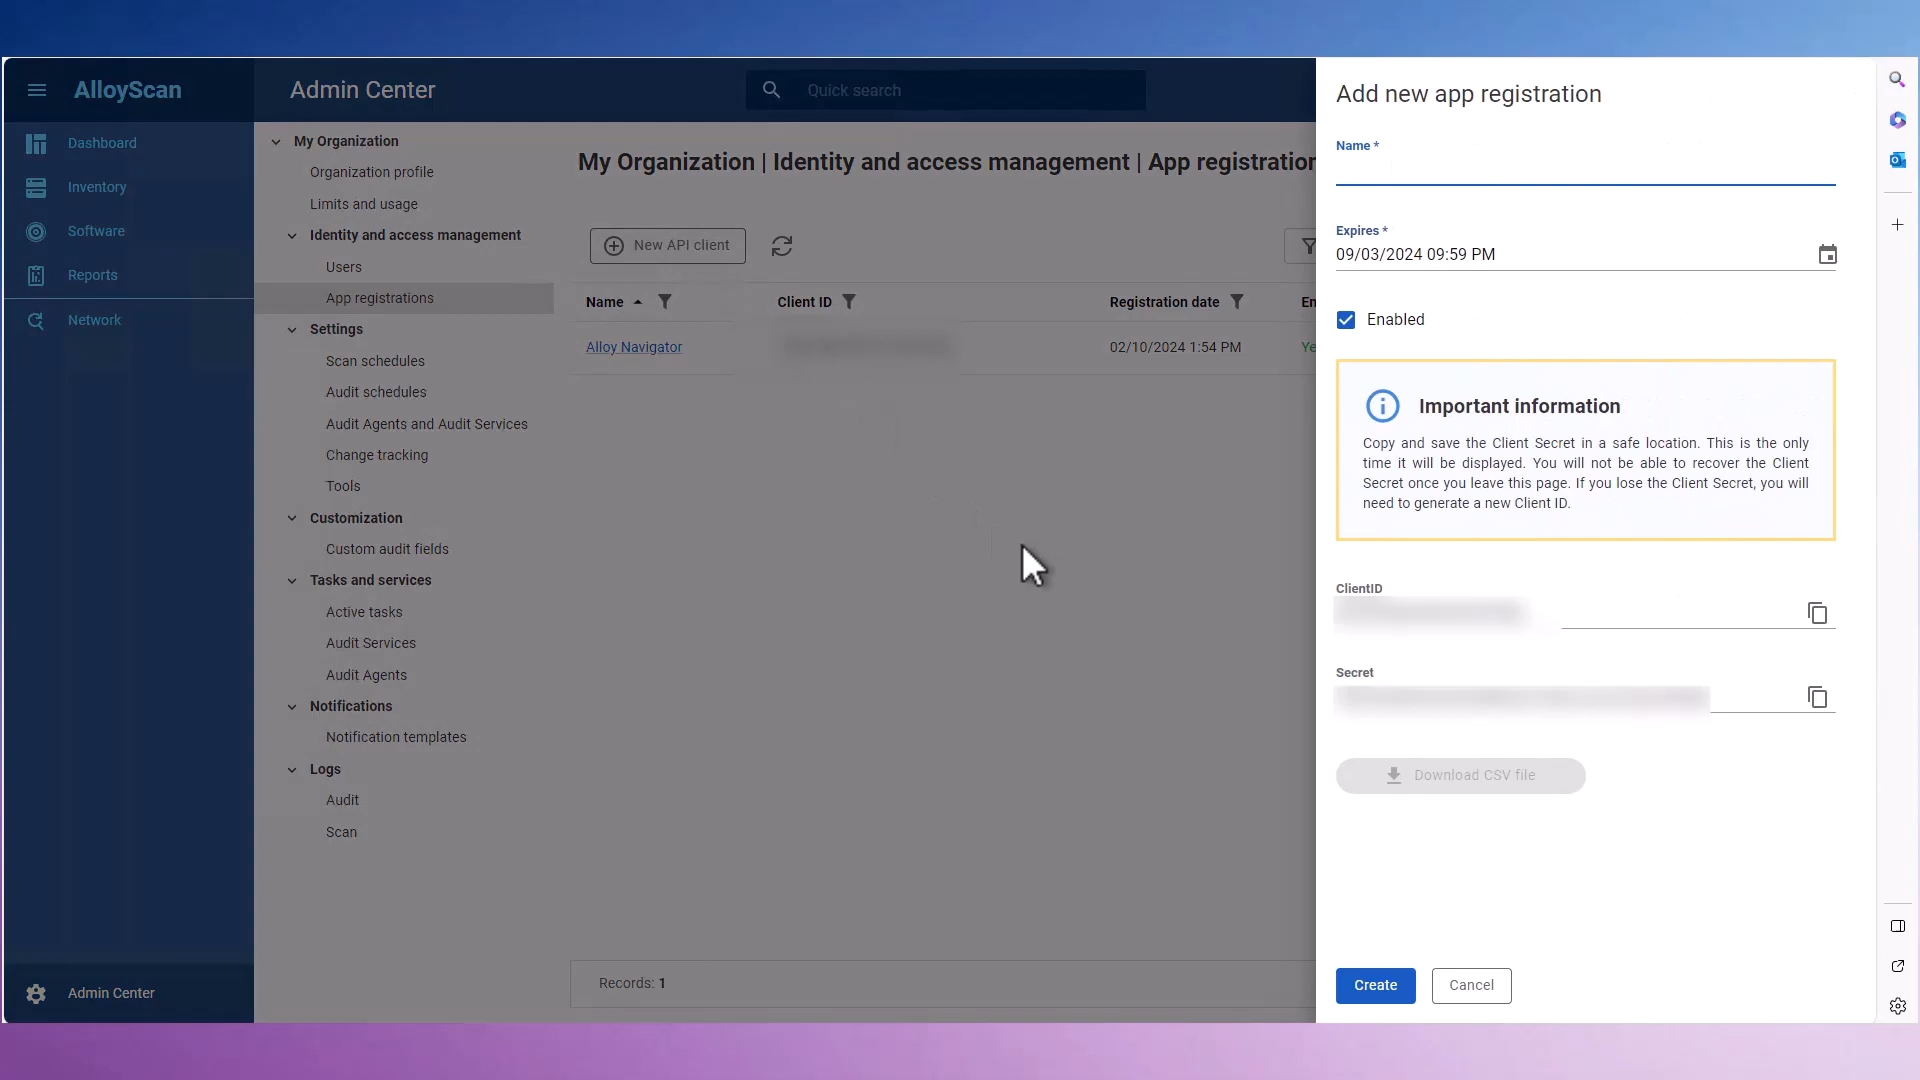 AlloyScan
Admin Center
Quick search
Dashboard
Inventory
Software
Reports
Network
Admin Center
My Organization
Organization profile
Limits and usage
Identity and access management
Users
App registrations
Settings
Scan schedules
Audit schedules
Audit Agents and Audit Services
Change tracking
Tools
Customization
Custom audit fields
Tasks and services
Active tasks
Audit Services
Audit Agents
Notifications
Notification templates
Logs
Audit
Scan
My Organization | Identity and access management | App registration
New API client
Name Client ID Registration date En
Alloy Navigator 02/10/2024 1:54 PM Ye
Records: 1
Add new app registration
Name *
Expires *
09/03/2024 09:59 PM
Enabled
Important information
Copy and save the Client Secret in a safe location. This is the only
time it will be displayed. You will not be able to recover the Client
Secret once you leave this page. If you lose the Client Secret, you will
need to generate a new Client ID.
ClientID
Secret
Download CSV file
Create Cancel